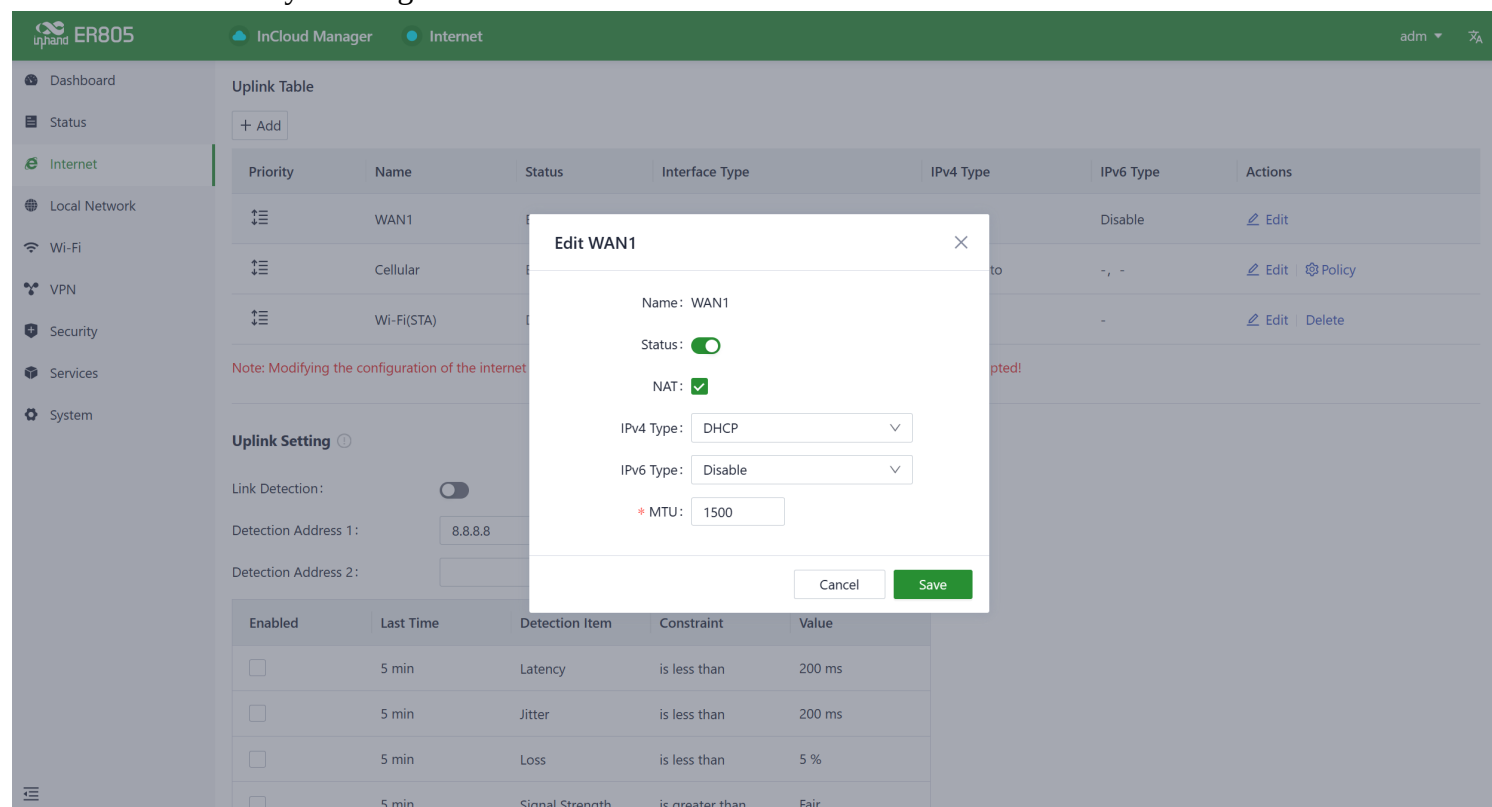 inhand ER805 InCloud Manager Internet adm
Dashboard
Status
Internet
Local Network
Wi-Fi
VPN
Security
Services
System
Uplink Table
+ Add
Priority Name Status Interface Type IPv4 Type IPv6 Type Actions
WAN1 Disable Edit
Cellular to -, - Edit Policy
Wi-Fi(STA) - Edit Delete
Note: Modifying the configuration of the internet pted!
Edit WAN1
Name: WAN1
Status:
NAT:
IPv4 Type: DHCP
IPv6 Type: Disable
* MTU: 1500
Cancel Save
Uplink Setting
Link Detection:
Detection Address 1: 8.8.8.8
Detection Address 2:
Enabled Last Time Detection Item Constraint Value
5 min Latency is less than 200 ms
5 min Jitter is less than 200 ms
5 min Loss is less than 5 %
5 min Signal Strength is greater than Fair